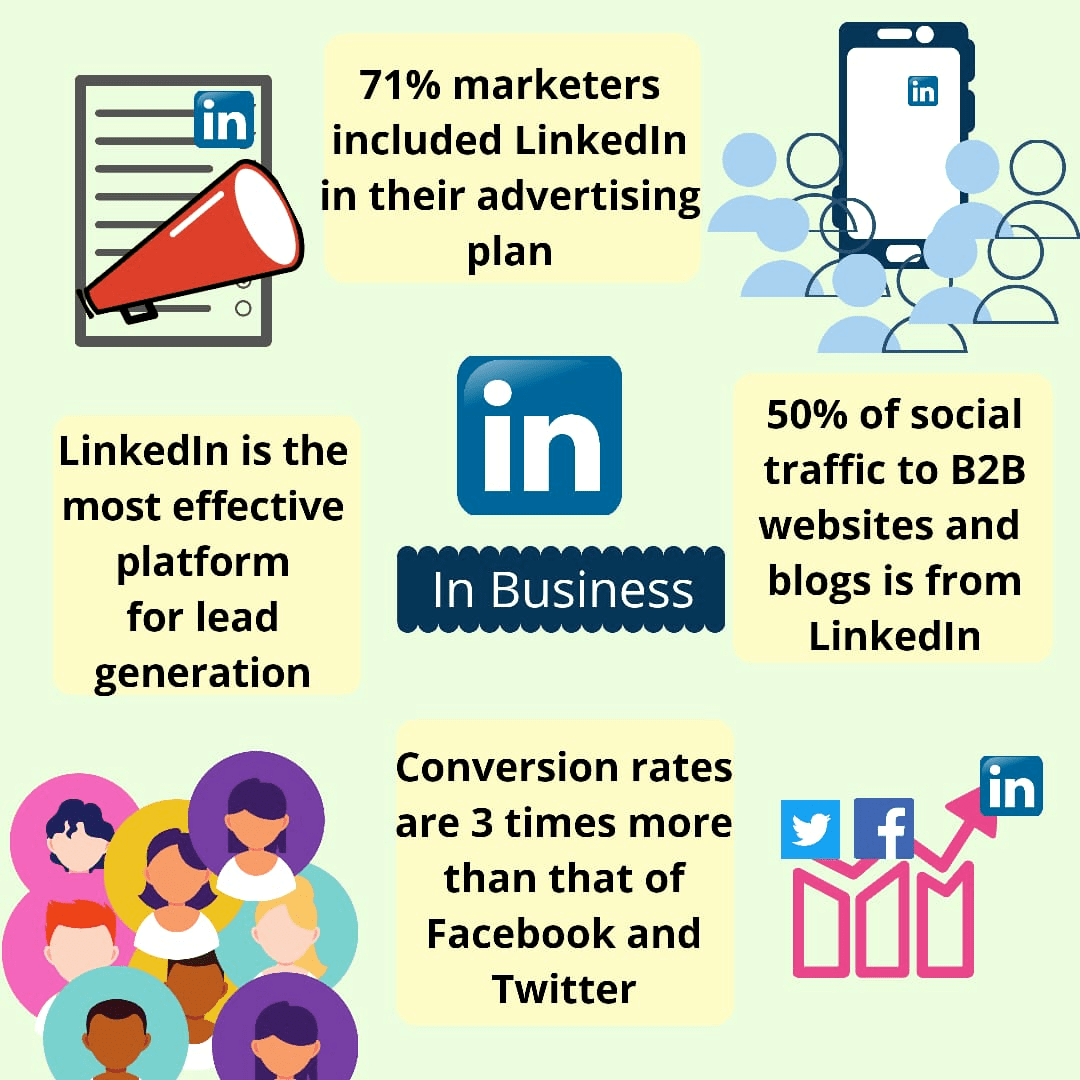 71% marketers
included LinkedIn
in their advertising
plan
in
in
LinkedIn is the
most effective
platform
for lead
generation
in
In Business
50% of social
traffic to B2B
websites and
blogs is from
LinkedIn
Conversion rates
are 3 times more
than that of
Facebook and
Twitter
f
in